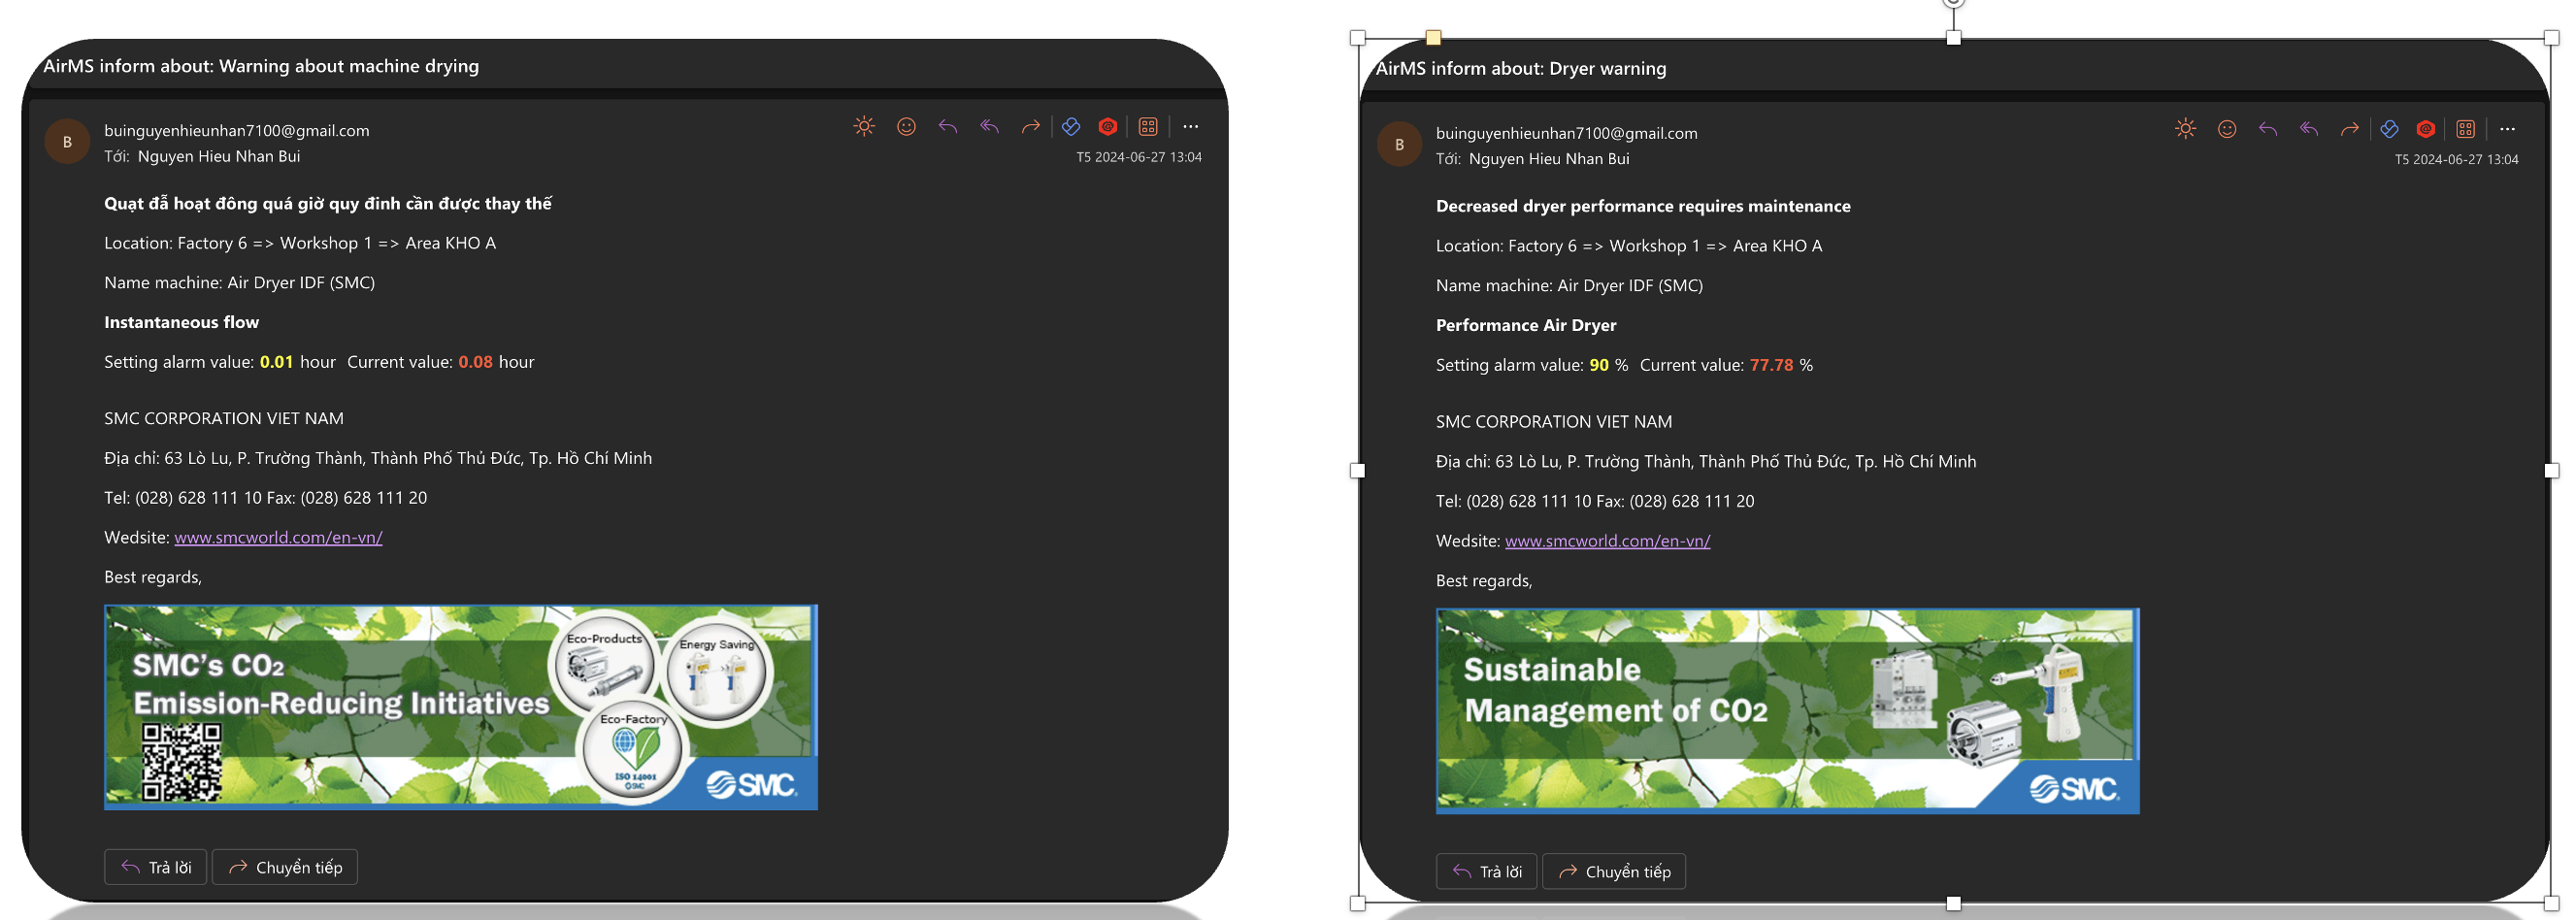 AirMS inform about: Warning about machine drying
B
buinguyenhieunhan7100@gmail.com
Tới: Nguyen Hieu Nhan Bui
T5 2024-06-27 13:04
Quạt đẫ hoạt đông quá giờ quy đinh cần được thay thế
Location: Factory 6 => Workshop 1 => Area KHO A
Name machine: Air Dryer IDF (SMC)
Instantaneous flow
Setting alarm value: 0.01 hour Current value: 0.08 hour
SMC CORPORATION VIET NAM
Địa chỉ: 63 Lò Lu, P. Trường Thành, Thành Phố Thủ Đức, Tp. Hồ Chí Minh
Tel: (028) 628 111 10 Fax: (028) 628 111 20
Wedsite: www.smcworld.com/en-vn/
Best regards,
SMC's CO2
Emission-Reducing Initiatives
Eco-Products
Energy Saving
Eco-Factory
ISO 14001
SMC
SMC
Trả lời
Chuyển tiếp
AirMS inform about: Dryer warning
B
buinguyenhieunhan7100@gmail.com
Tới: Nguyen Hieu Nhan Bui
T5 2024-06-27 13:04
Decreased dryer performance requires maintenance
Location: Factory 6 => Workshop 1 => Area KHO A
Name machine: Air Dryer IDF (SMC)
Performance Air Dryer
Setting alarm value: 90 % Current value: 77.78 %
SMC CORPORATION VIET NAM
Địa chỉ: 63 Lò Lu, P. Trường Thành, Thành Phố Thủ Đức, Tp. Hồ Chí Minh
Tel: (028) 628 111 10 Fax: (028) 628 111 20
Wedsite: www.smcworld.com/en-vn/
Best regards,
Sustainable
Management of CO2
SMC
Trả lời
Chuyển tiếp